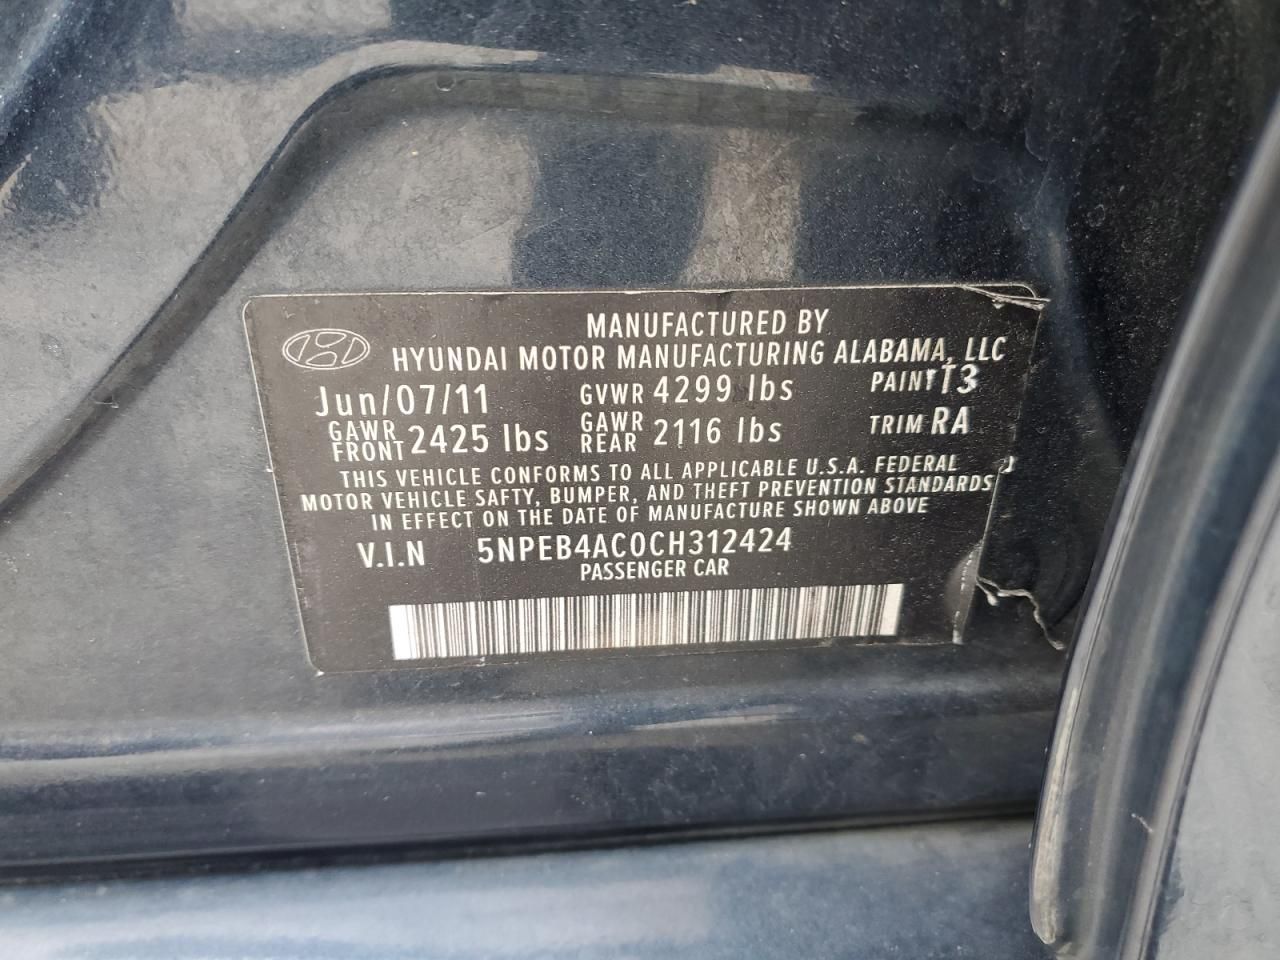 MANUFACTURED BY
HYUNDAI MOTOR MANUFACTURING ALABAMA, LLC
Jun/07/11 GVWR 4299 lbs PAINT T3
GAWR FRONT 2425 lbs GAWR REAR 2116 lbs TRIM RA
THIS VEHICLE CONFORMS TO ALL APPLICABLE U.S.A. FEDERAL
MOTOR VEHICLE SAFTY, BUMPER, AND THEFT PREVENTION STANDARDS
IN EFFECT ON THE DATE OF MANUFACTURE SHOWN ABOVE
V.I.N 5NPEB4AC0CH312424
PASSENGER CAR